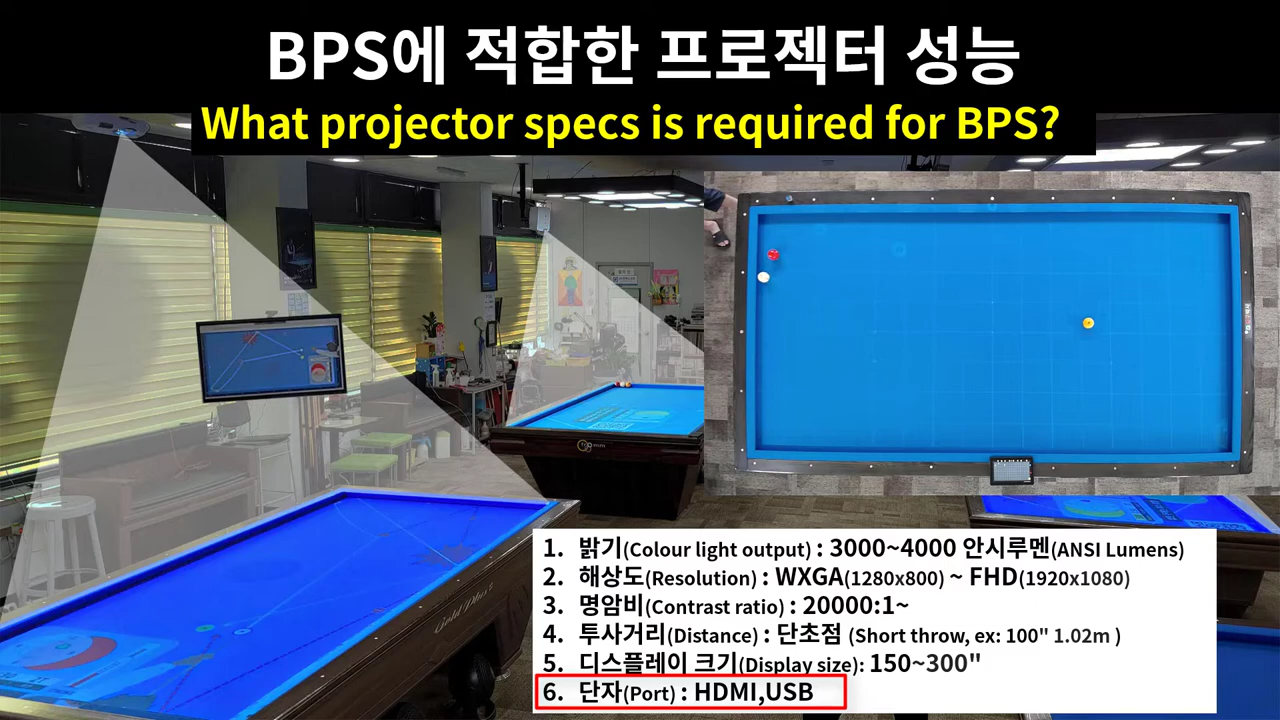 BPS에 적합한 프로젝터 성능
What projector specs is required for BPS?
Gold Plus
1. 밝기(Colour light output) : 3000~4000 안시루멘(ANSI Lumens)
2. 해상도(Resolution) : WXGA(1280x800) ~ FHD(1920x1080)
3. 명암비(Contrast ratio) : 20000:1~
4. 투사거리(Distance) : 단초점 (Short throw, ex: 100" 1.02m )
5. 디스플레이 크기(Display size): 150~300"
6. 단자(Port) : HDMI,USB